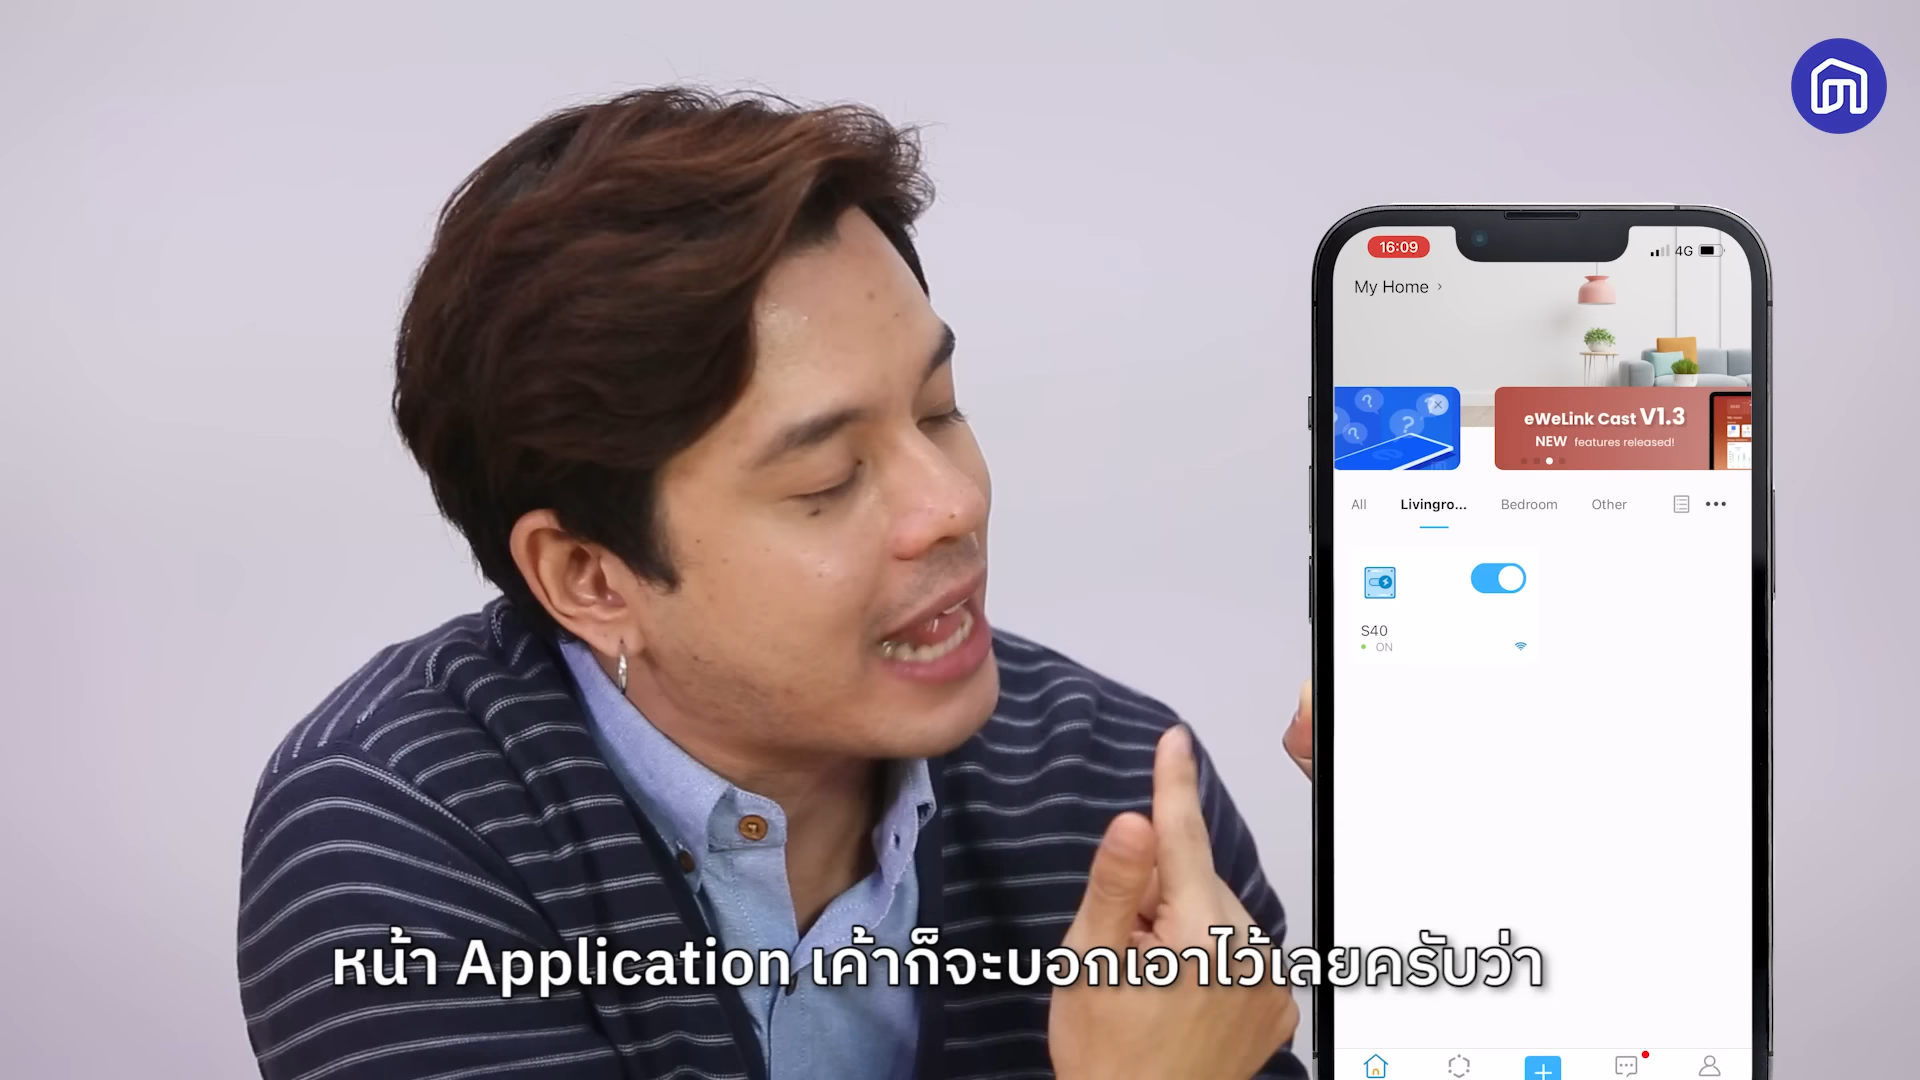 16:09
4G
My Home
eWeLink Cast V1.3
NEW features released!
All Livingro... Bedroom Other
S40
ON
หน้า Application เค้าก็จะบอกเอาไว้เลยครับว่า